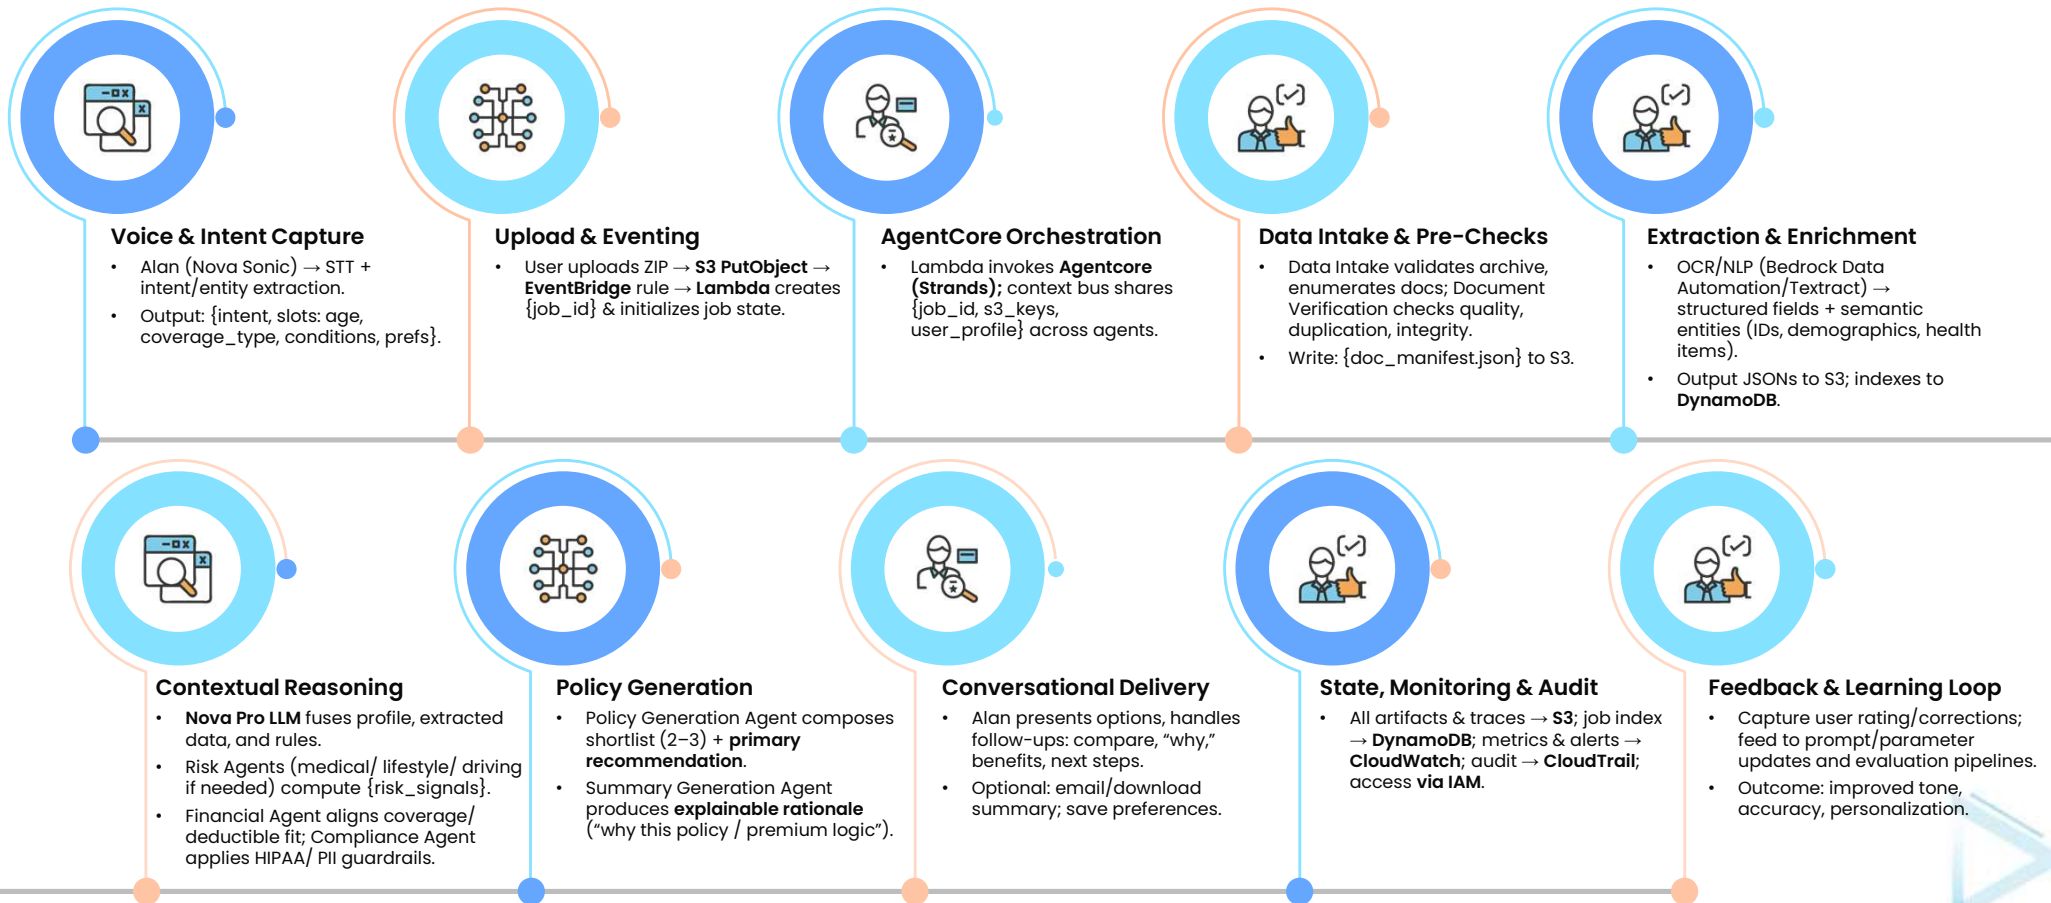 Voice & Intent Capture
• Alan (Nova Sonic) → STT +
intent/entity extraction.
• Output: {intent, slots: age,
coverage_type, conditions, prefs}.
Upload & Eventing
• User uploads ZIP → S3 PutObject →
EventBridge rule → Lambda creates
{job_id} & initializes job state.
AgentCore Orchestration
• Lambda invokes Agentcore
(Strands); context bus shares
{job_id, s3_keys,
user_profile} across agents.
Data Intake & Pre-Checks
• Data Intake validates archive,
enumerates docs; Document
Verification checks quality,
duplication, integrity.
• Write: {doc_manifest.json} to S3.
Extraction & Enrichment
• OCR/NLP (Bedrock Data
Automation/Textract) →
structured fields + semantic
entities (IDs, demographics, health
items).
• Output JSONs to S3; indexes to
DynamoDB.
Contextual Reasoning
• Nova Pro LLM fuses profile, extracted
data, and rules.
• Risk Agents (medical/ lifestyle/ driving
if needed) compute {risk_signals}.
• Financial Agent aligns coverage/
deductible fit; Compliance Agent
applies HIPAA/ PII guardrails.
Policy Generation
• Policy Generation Agent composes
shortlist (2–3) + primary
recommendation.
• Summary Generation Agent
produces explainable rationale
(“why this policy / premium logic”).
Conversational Delivery
• Alan presents options, handles
follow-ups: compare, “why,”
benefits, next steps.
• Optional: email/download
summary; save preferences.
State, Monitoring & Audit
• All artifacts & traces → S3; job index
→ DynamoDB; metrics & alerts →
CloudWatch; audit → CloudTrail;
access via IAM.
Feedback & Learning Loop
• Capture user rating/corrections;
feed to prompt/parameter
updates and evaluation pipelines.
• Outcome: improved tone,
accuracy, personalization.